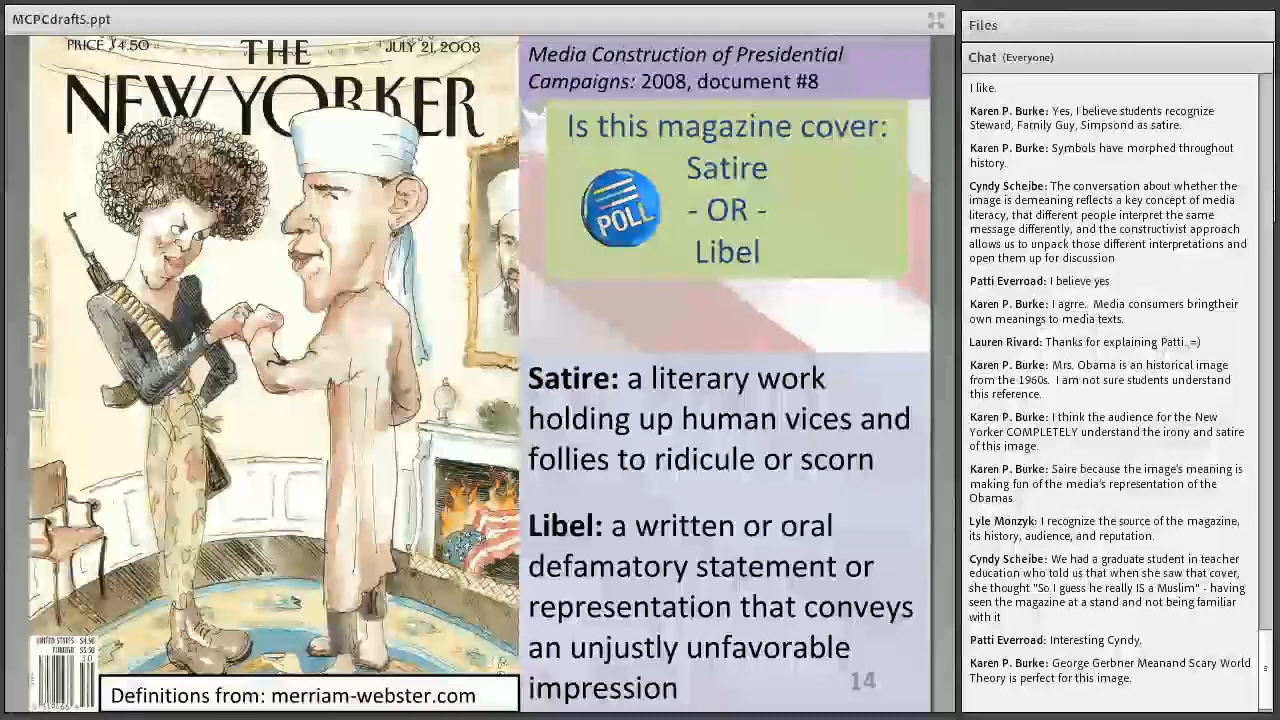 MCPCdraft5.ppt
PRICE $4.50
THE
JULY 21, 2008
NEW YORKER
Media Construction of Presidential
Campaigns: 2008, document #8
Is this magazine cover:
Satire
POLL
- OR -
Libel
Satire: a literary work
holding up human vices and
follies to ridicule or scorn
Libel: a written or oral
defamatory statement or
representation that conveys
an unjustly unfavorable
impression
14
Definitions from: merriam-webster.com
Files
Chat (Everyone)
I like.
Karen P. Burke: Yes, I believe students recognize
Steward, Family Guy, Simpsond as satire.
Karen P. Burke: Symbols have morphed throughout
history.
Cyndy Scheibe: The conversation about whether the
image is demeaning reflects a key concept of media
literacy, that different people interpret the same
message differently, and the constructivist approach
allows us to unpack those different interpretations and
open them up for discussion
Patti Everroad: I believe yes
Karen P. Burke: I agrre. Media consumers bringtheir
own meanings to media texts.
Lauren Rivard: Thanks for explaining Patti. =)
Karen P. Burke: Mrs. Obama is an historical image
from the 1960s. I am not sure students understand
this reference.
Karen P. Burke: I think the audience for the New
Yorker COMPLETELY understand the irony and satire
of this image.
Karen P. Burke: Saire because the image's meaning is
making fun of the media's representation of the
Obamas.
Lyle Monzyk: I recognize the source of the magazine,
its history, audience, and reputation.
Cyndy Scheibe: We had a graduate student in teacher
education who told us that when she saw that cover,
she thought "So I guess he really IS a Muslim" - having
seen the magazine at a stand and not being familiar
with it
Patti Everroad: Interesting Cyndy.
Karen P. Burke: George Gerbner Meanand Scary World
Theory is perfect for this image.